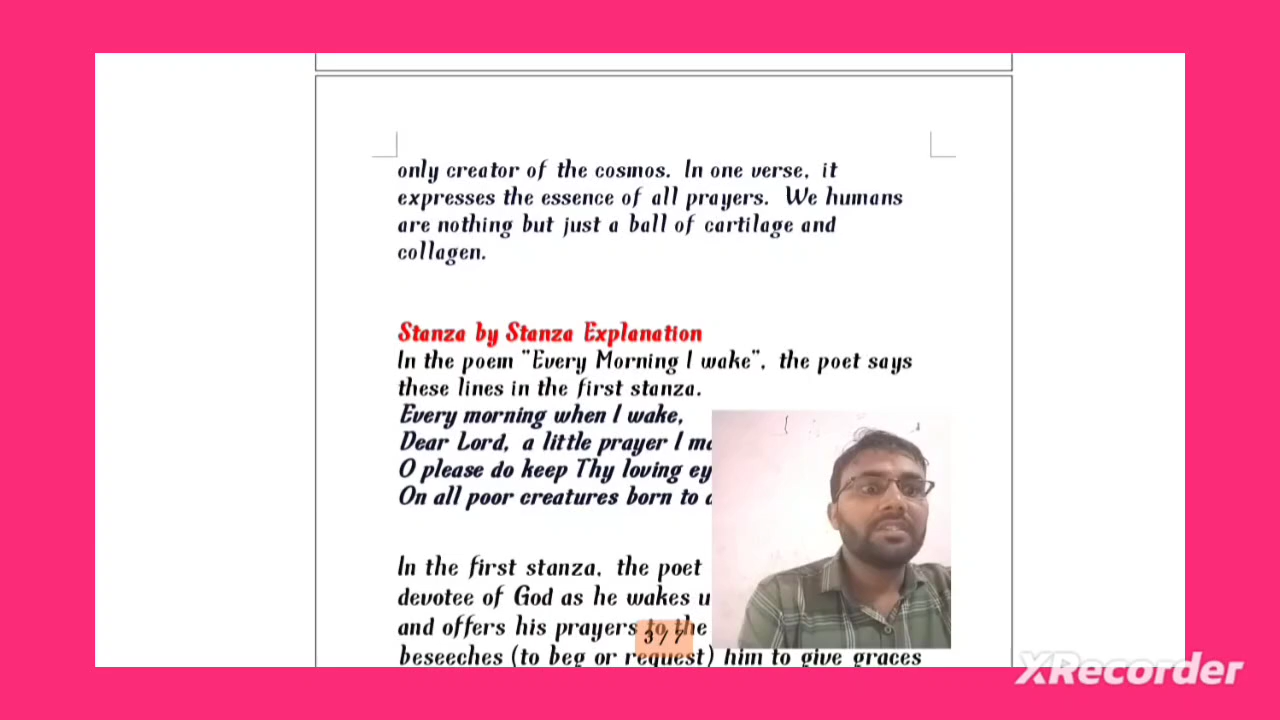 only creator of the cosmos. In one verse, it
expresses the essence of all prayers. We humans
are nothing but just a ball of cartilage and
collagen.
Stanza by Stanza Explanation
In the poem "Every Morning I wake", the poet says
these lines in the first stanza.
Every morning when I wake,
Dear Lord, a little prayer I
O please do keep Thy loving
On all poor creatures born to
In the first stanza, the poet
devotee of God as he wakes
and offers his prayers to the
3/7
beseeches (to beg or request) him to give graces
XRecorder